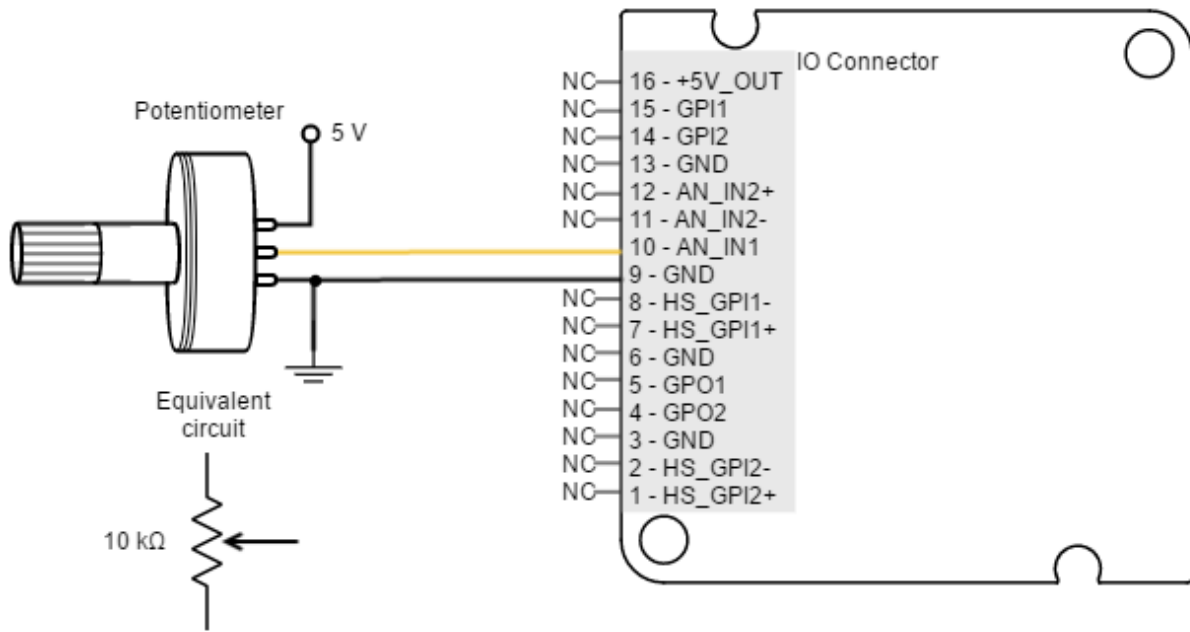 IO Connector
Potentiometer
5 V
NC 16 - +5V_OUT
NC 15 - GPI1
NC 14 - GPI2
NC 13 - GND
NC 12 - AN_IN2+
NC 11 - AN_IN2-
10 - AN_IN1
9 - GND
NC 8 - HS_GPI1-
NC 7 - HS_GPI1+
NC 6 - GND
NC 5 - GPO1
NC 4 - GPO2
NC 3 - GND
NC 2 - HS_GPI2-
NC 1 - HS_GPI2+
Equivalent
circuit
10 kΩ